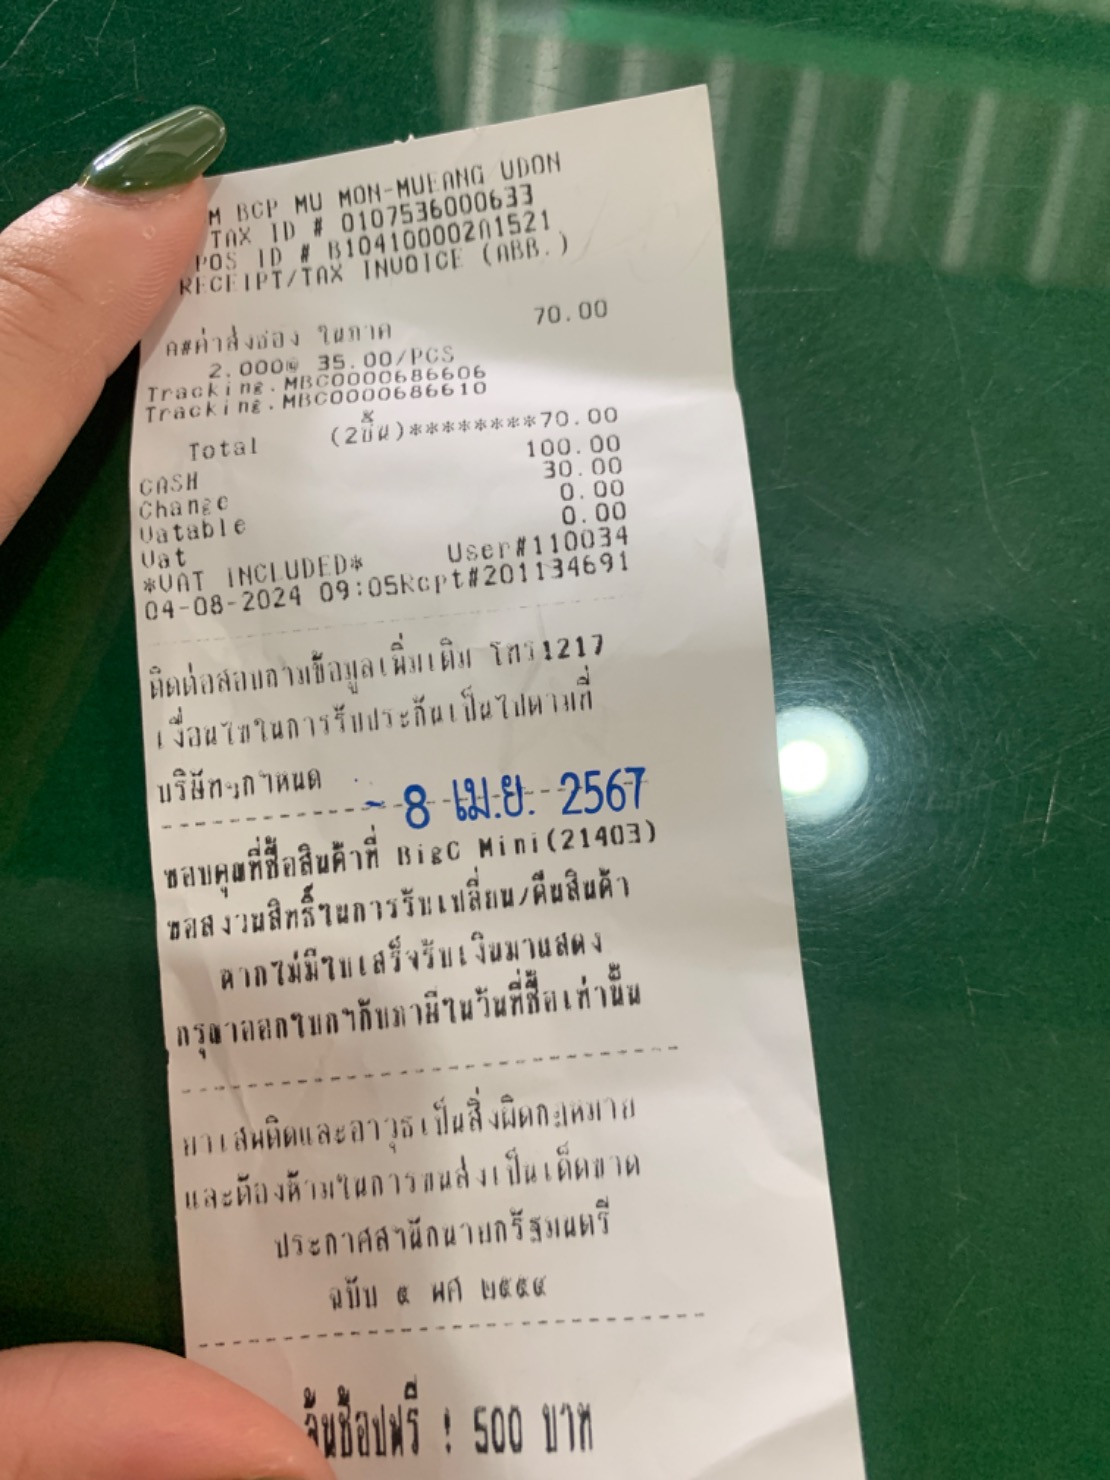 M BCP MU MON-MUEANG UDON
TAX ID # 0107536000633
POS ID # B104100002A1521
RECEIPT/TAX INVOICE (ABB.)
ค#ค่าส่งของ ในภาค 70.00
2.000@ 35.00/PCS
Tracking.MBC0000686606
Tracking.MBC0000686610
Total (2ชิ้น)********70.00
CASH 100.00
Change 30.00
Vatable 0.00
Vat 0.00
*VAT INCLUDED* User#110034
04-08-2024 09:05Rcpt#201134691
ติดต่อสอบถามข้อมูลเพิ่มเติม โทร1217
เงื่อนไขในการรับประกันเป็นไปตามที่
บริษัทฯกำหนด
- 8 เม.ย. 2567
ขอบคุณที่ซื้อสินค้าที่ BigC Mini(21403)
ขอสงวนสิทธิ์ในการรับเปลี่ยน/คืนสินค้า
หากไม่มีใบเสร็จรับเงินมาแสดง
กรุณาออกใบกำกับภาษีในวันที่ซื้อเท่านั้น
ยาเสพติดและอาวุธเป็นสิ่งผิดกฎหมาย
และต้องห้ามในการขนส่งเป็นเด็ดขาด
ประกาศสำนักนายกรัฐมนตรี
ฉบับ ๕ พศ ๒๕๕๔
ลุ้นช้อปฟรี ! 500 บาท